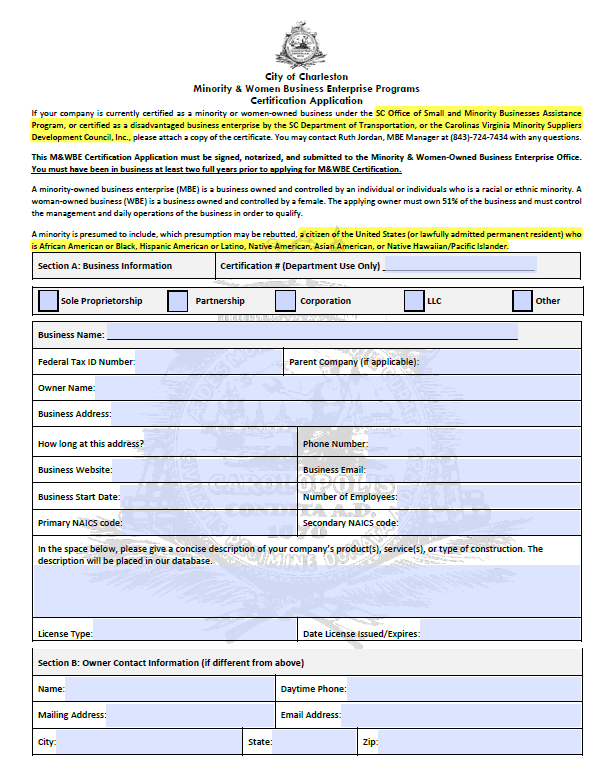 City of Charleston
Minority & Women Business Enterprise Programs
Certification Application
If your company is currently certified as a minority or women-owned business under the SC Office of Small and Minority Businesses Assistance
Program, or certified as a disadvantaged business enterprise by the SC Department of Transportation, or the Carolinas Virginia Minority Suppliers
Development Council, Inc., please attach a copy of the certificate. You may contact Ruth Jordan, MBE Manager at (843)-724-7434 with any questions.
This M&WBE Certification Application must be signed, notarized, and submitted to the Minority & Women-Owned Business Enterprise Office.
You must have been in business at least two full years prior to applying for M&WBE Certification.
A minority-owned business enterprise (MBE) is a business owned and controlled by an individual or individuals who is a racial or ethnic minority. A
woman-owned business (WBE) is a business owned and controlled by a female. The applying owner must own 51% of the business and must control
the management and daily operations of the business in order to qualify.
A minority is presumed to include, which presumption may be rebutted, a citizen of the United States (or lawfully admitted permanent resident) who
is African American or Black, Hispanic American or Latino, Native-American, Asian American, or Native Hawaiian/Pacific Islander.
Section A: Business Information Certification # (Department Use Only)
Sole Proprietorship Partnership Corporation LLC Other
Business Name:
Federal Tax ID Number: Parent Company (if applicable):
Owner Name:
Business Address:
How long at this address? Phone Number:
Business Website: Business Email:
Business Start Date: Number of Employees:
Primary NAICS code: Secondary NAICS code:
CAROLOPOLIS
CONDITA A.D.
1670
In the space below, please give a concise description of your company's product(s), service(s), or type of construction. The
description will be placed in our database.
License Type: Date License Issued/Expires:
Section B: Owner Contact Information (if different from above)
Name: Daytime Phone:
Mailing Address: Email Address:
City: State: Zip: